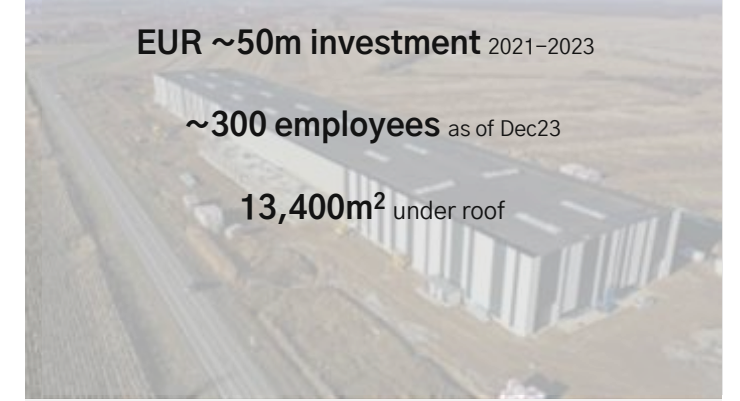 EUR ~50m investment 2021–2023
~300 employees as of Dec23
13,400m² under roof